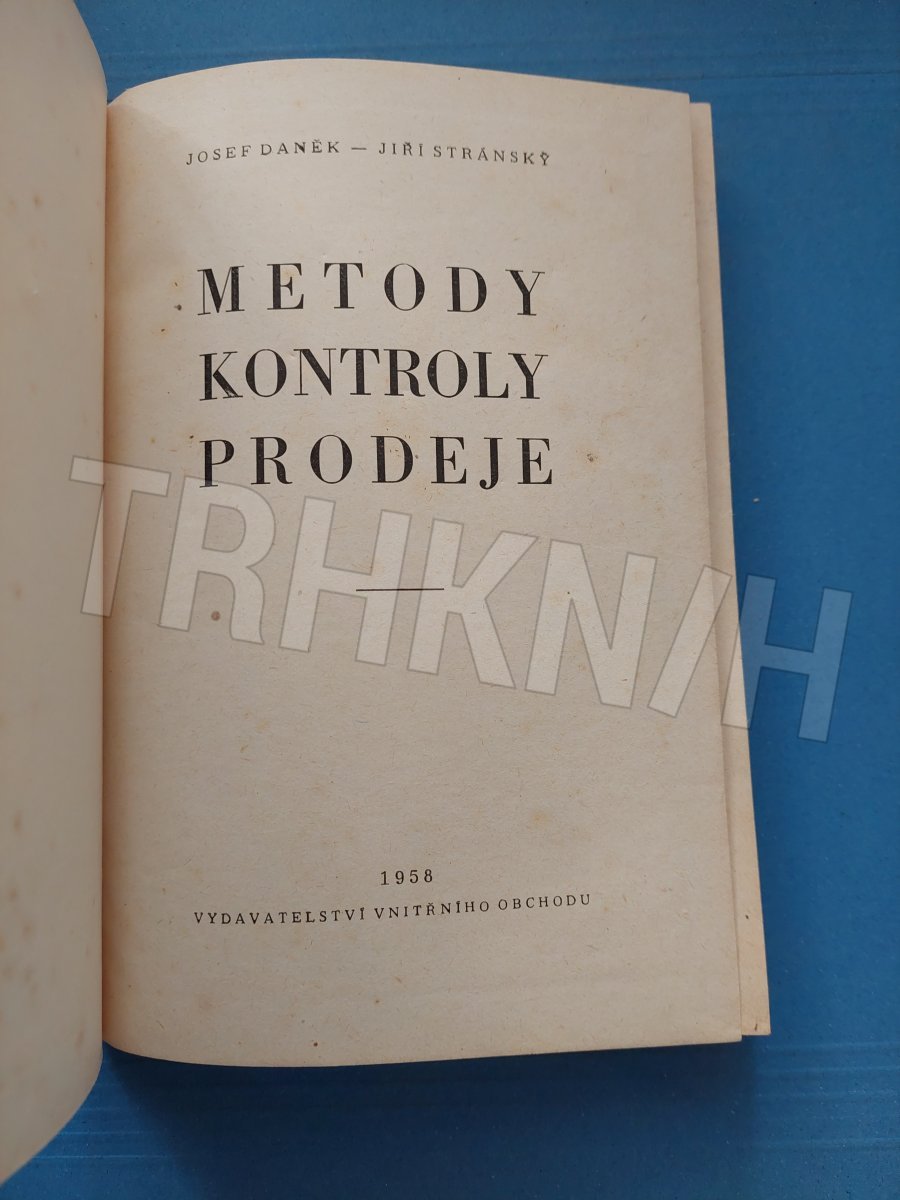 JOSEF DANĚK — JIŘÍ STRÁNSKÝ
METODY
KONTROLY
PRODEJE
TRHKNIH
1958
VYDAVATELSTVÍ VNITŘNÍHO OBCHODU